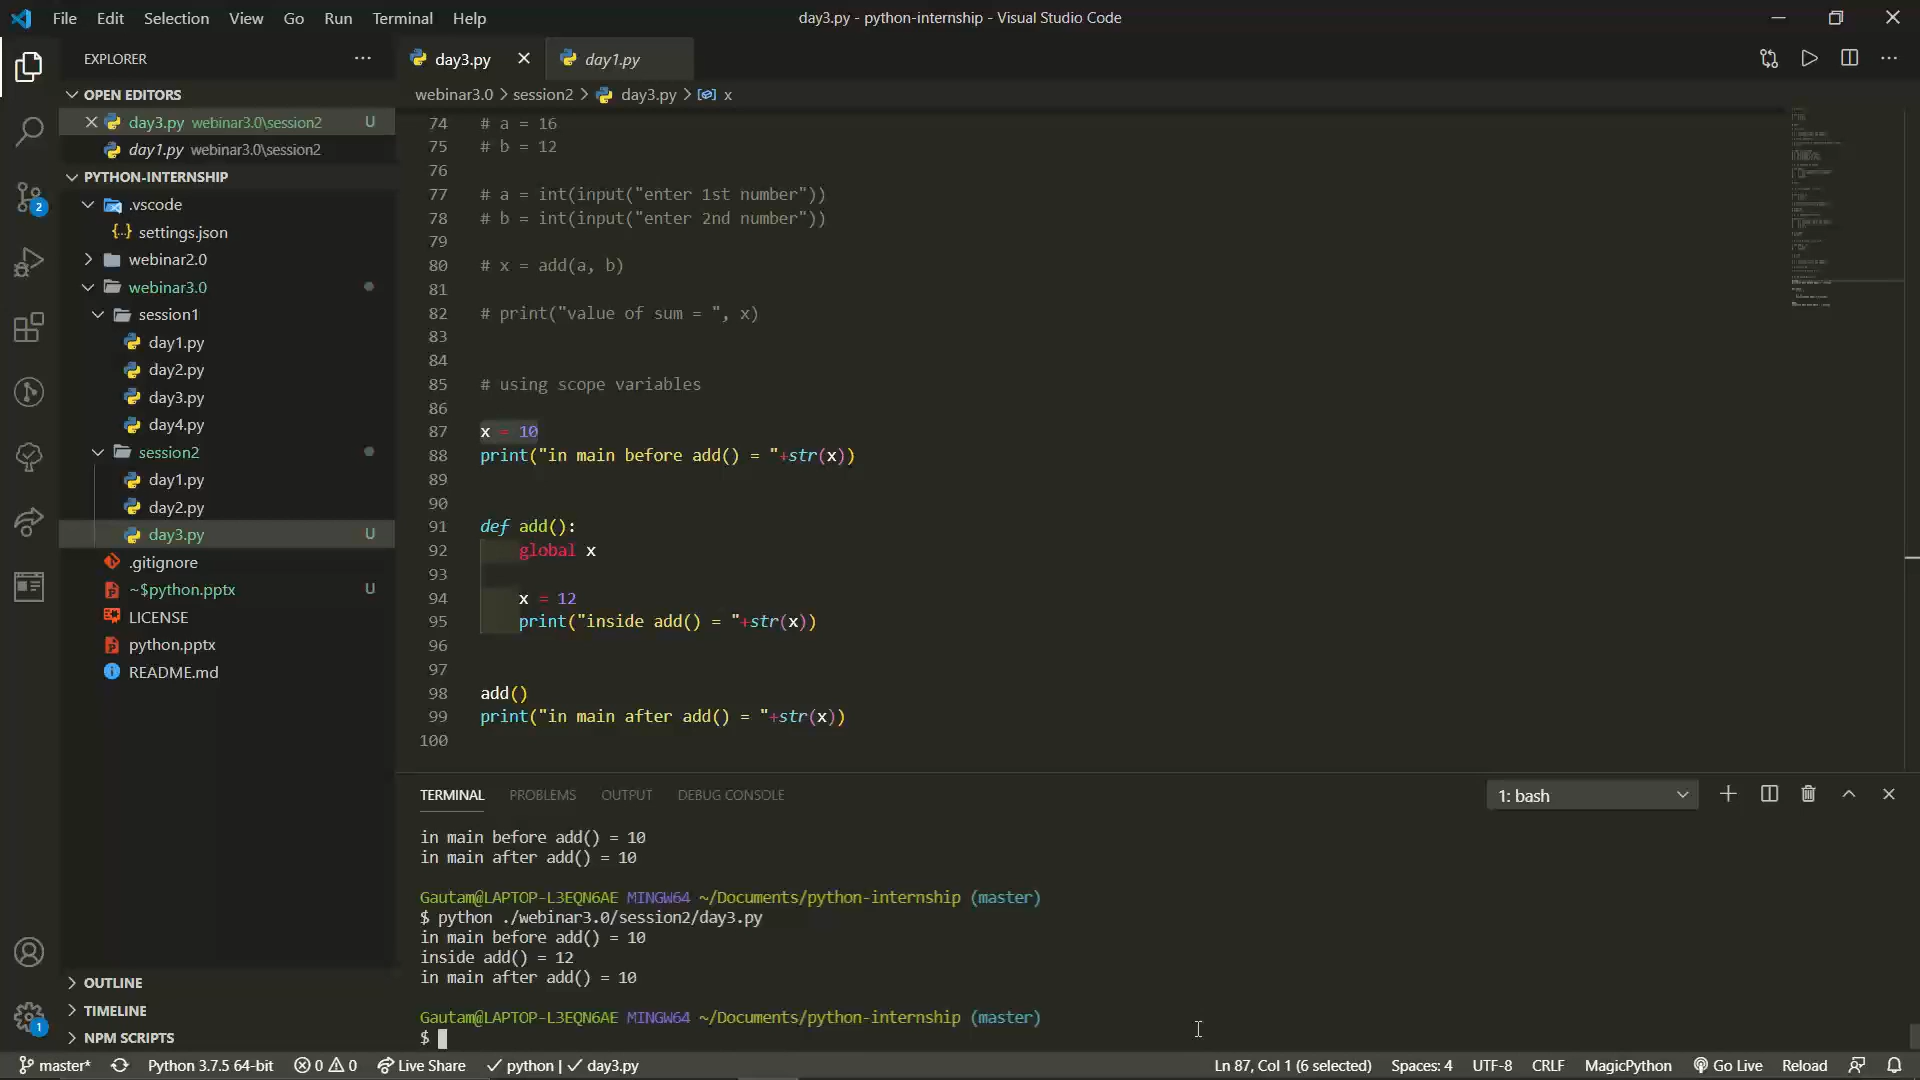 File Edit Selection View Go Run Terminal Help
day3.py - python-internship - Visual Studio Code
EXPLORER
day3.py
day1.py
OPEN EDITORS
webinar3.0 session2 day3.py x
day3.py webinar3.0\session2 U
day1.py webinar3.0\session2
PYTHON-INTERNSHIP
.vscode
settings.json
webinar2.0
webinar3.0
session1
day1.py
day2.py
day3.py
day4.py
session2
day1.py
day2.py
day3.py U
.gitignore
~$python.pptx U
LICENSE
python.pptx
README.md
OUTLINE
TIMELINE
NPM SCRIPTS
2
1
74 # a = 16
75 # b = 12
76
77 # a = int(input("enter 1st number"))
78 # b = int(input("enter 2nd number"))
79
80 # x = add(a, b)
81
82 # print("value of sum = ", x)
83
84
85 # using scope variables
86
87 x = 10
88 print("in main before add() = "+str(x))
89
90
91 def add():
92 global x
93
94 x = 12
95 print("inside add() = "+str(x))
96
97
98 add()
99 print("in main after add() = "+str(x))
100
TERMINAL PROBLEMS OUTPUT DEBUG CONSOLE
1: bash
in main before add() = 10
in main after add() = 10
Gautam@LAPTOP-L3EQN6AE MINGW64 ~/Documents/python-internship (master)
$ python ./webinar3.0/session2/day3.py
in main before add() = 10
inside add() = 12
in main after add() = 10
Gautam@LAPTOP-L3EQN6AE MINGW64 ~/Documents/python-internship (master)
$
master* Python 3.7.5 64-bit 0 0 Live Share python | day3.py
Ln 87, Col 1 (6 selected) Spaces: 4 UTF-8 CRLF MagicPython Go Live Reload